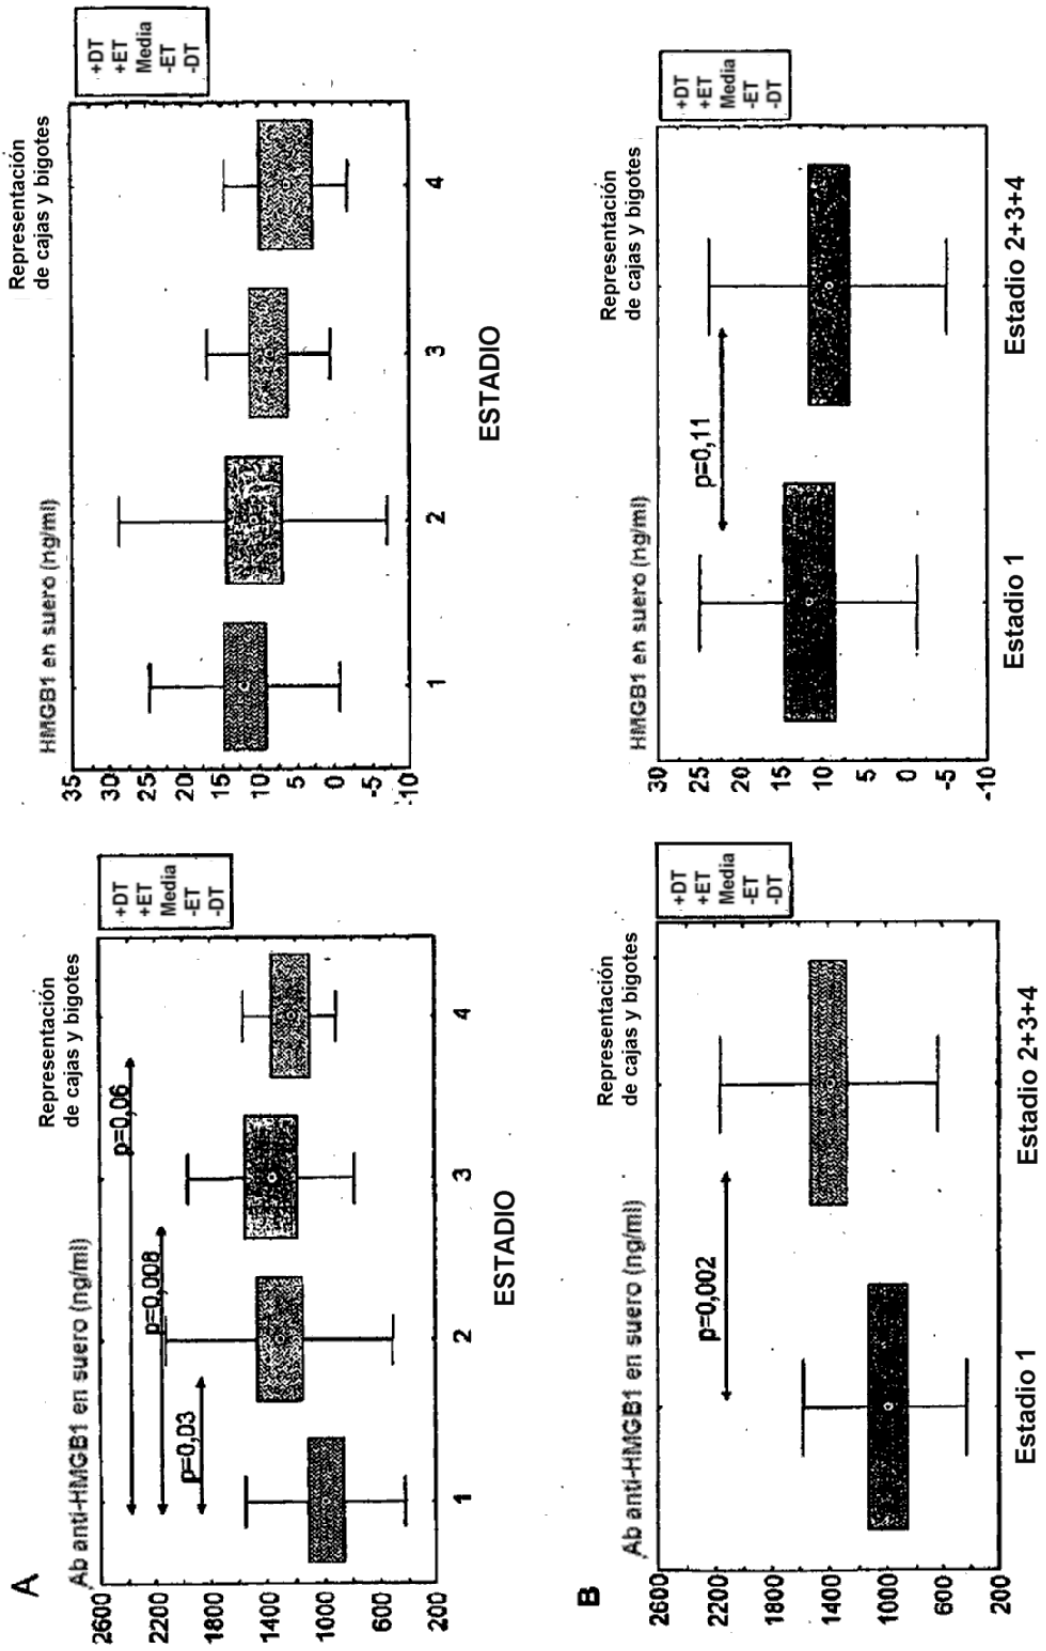 A
Ab anti-HMGB1 en suero (ng/ml)
Representación
de cajas y bigotes
+DT
+ET
Media
-ET
-DT
p=0,06
p=0,008
p=0,03
2600
2200
1800
1400
1000
600
200
1
2
3
4
ESTADIO
HMGB1 en suero (ng/ml)
Representación
de cajas y bigotes
+DT
+ET
Media
-ET
-DT
35
30
25
20
15
10
5
0
-5
-10
1
2
3
4
ESTADIO
B
Ab anti-HMGB1 en suero (ng/ml)
Representación
de cajas y bigotes
+DT
+ET
Media
-ET
-DT
p=0,002
2600
2200
1800
1400
1000
600
200
Estadio 1
Estadio 2+3+4
HMGB1 en suero (ng/ml)
Representación
de cajas y bigotes
+DT
+ET
Media
-ET
-DT
p=0,11
30
25
20
15
10
5
0
-5
-10
Estadio 1
Estadio 2+3+4